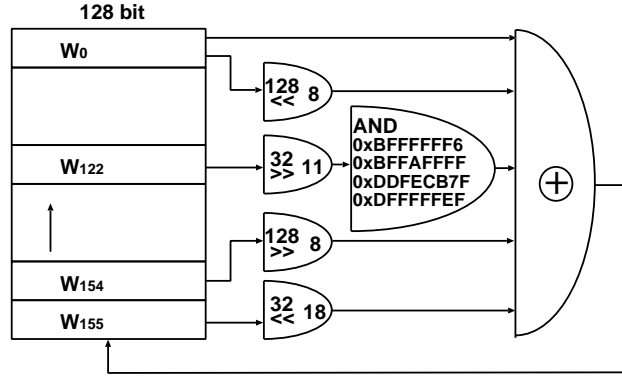 128 bit
W0
128
<< 8
AND
0xBFFFFFF6
0xBFFAFFFF
0xDDFECB7F
0xDFFFFFEF
W122
32
>> 11
128
>> 8
W154
32
<< 18
W155